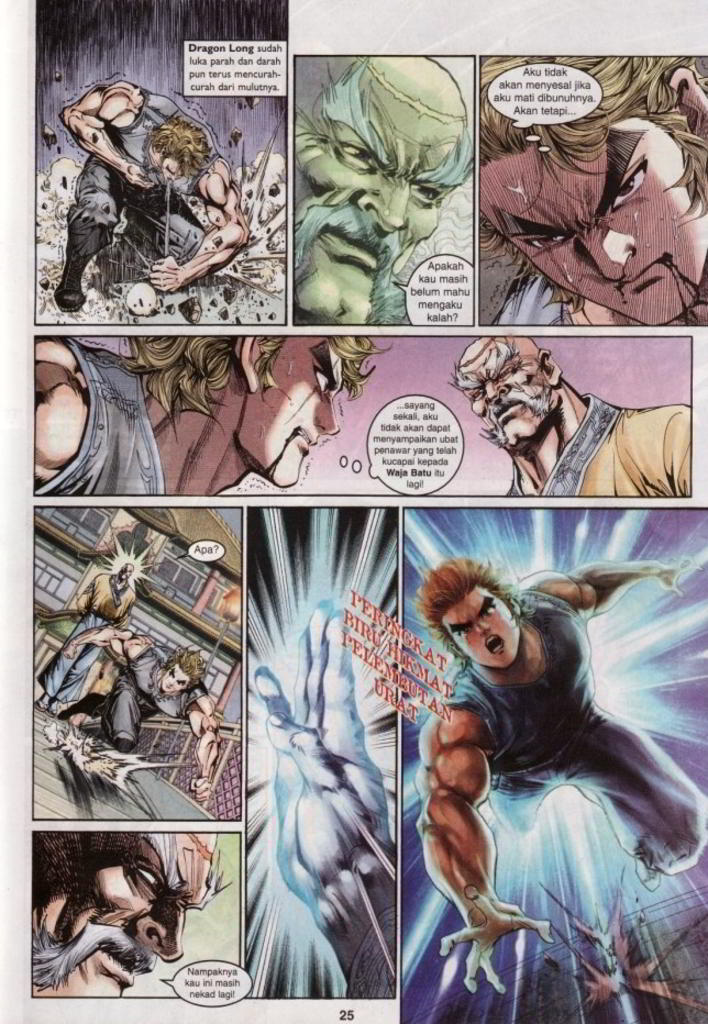 Dragon Long sudah
luka parah dan darah
pun terus mencurah-
curah dari mulutnya.
Apakah
kau masih
belum mahu
mengaku
kalah?
Aku tidak
akan menyesal jika
aku mati dibunuhnya.
Akan tetapi...
...sayang
sekali, aku
tidak akan dapat
menyampaikan ubat
penawar yang telah
kucapai kepada
Waja Batu itu
lagi!
Apa?
PERINGKAT
BIRU HIKMAT
PELEMBUTAN
URAT
Nampaknya
kau ini masih
nekad lagi!
25